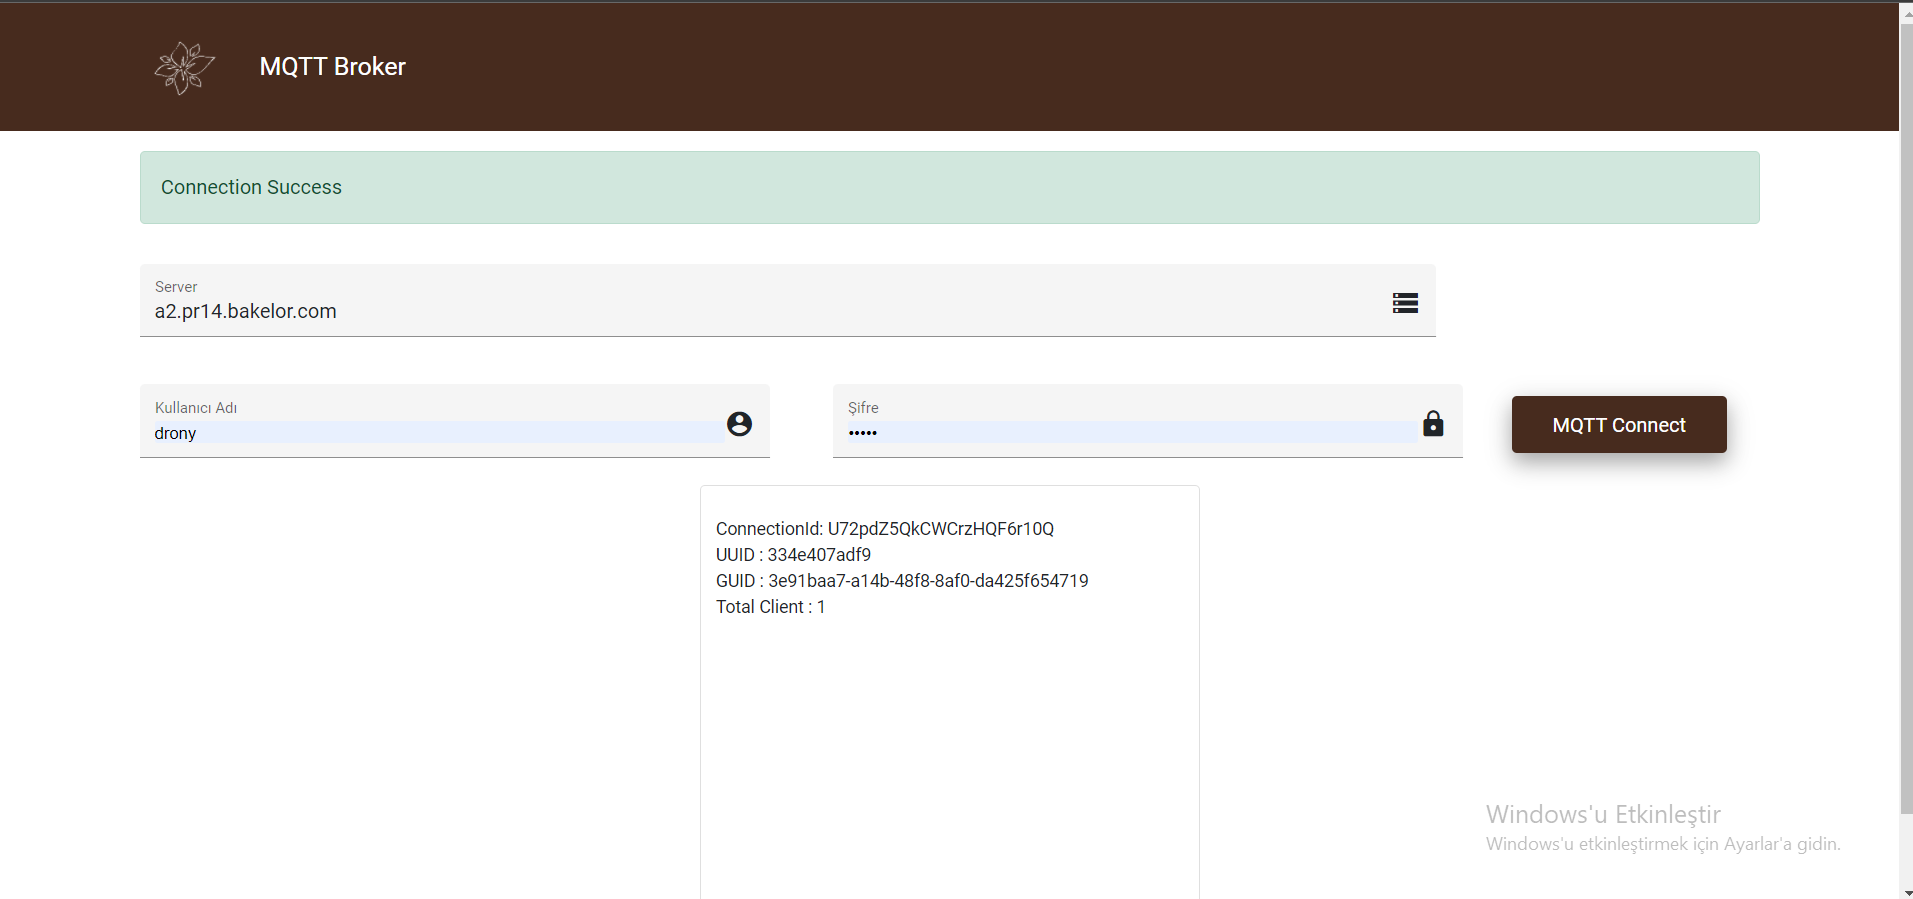 MQTT Broker
Connection Success
Server
a2.pr14.bakelor.com
Kullanıcı Adı
drony
Şifre
•••••
MQTT Connect
ConnectionId: U72pdZ5QkCWCrzHQF6r10Q
UUID : 334e407adf9
GUID : 3e91baa7-a14b-48f8-8af0-da425f654719
Total Client : 1
Windows'u Etkinleştir
Windows'u etkinleştirmek için Ayarlar'a gidin.